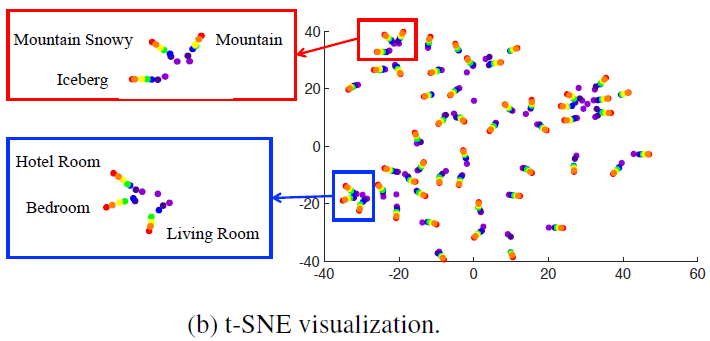 Mountain Snowy
Mountain
Iceberg
Hotel Room
Bedroom
Living Room
40
20
0
-20
-40
-40
-20
0
20
40
60
(b) t-SNE visualization.